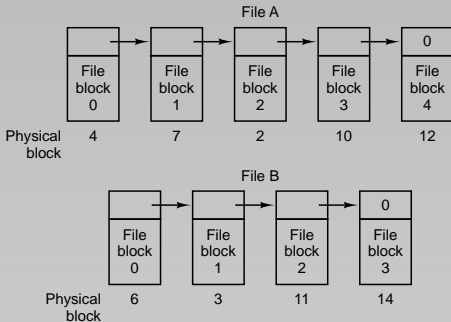 File A
0
File block 0
File block 1
File block 2
File block 3
File block 4
Physical block
4 7 2 10 12
File B
0
File block 0
File block 1
File block 2
File block 3
Physical block
6 3 11 14